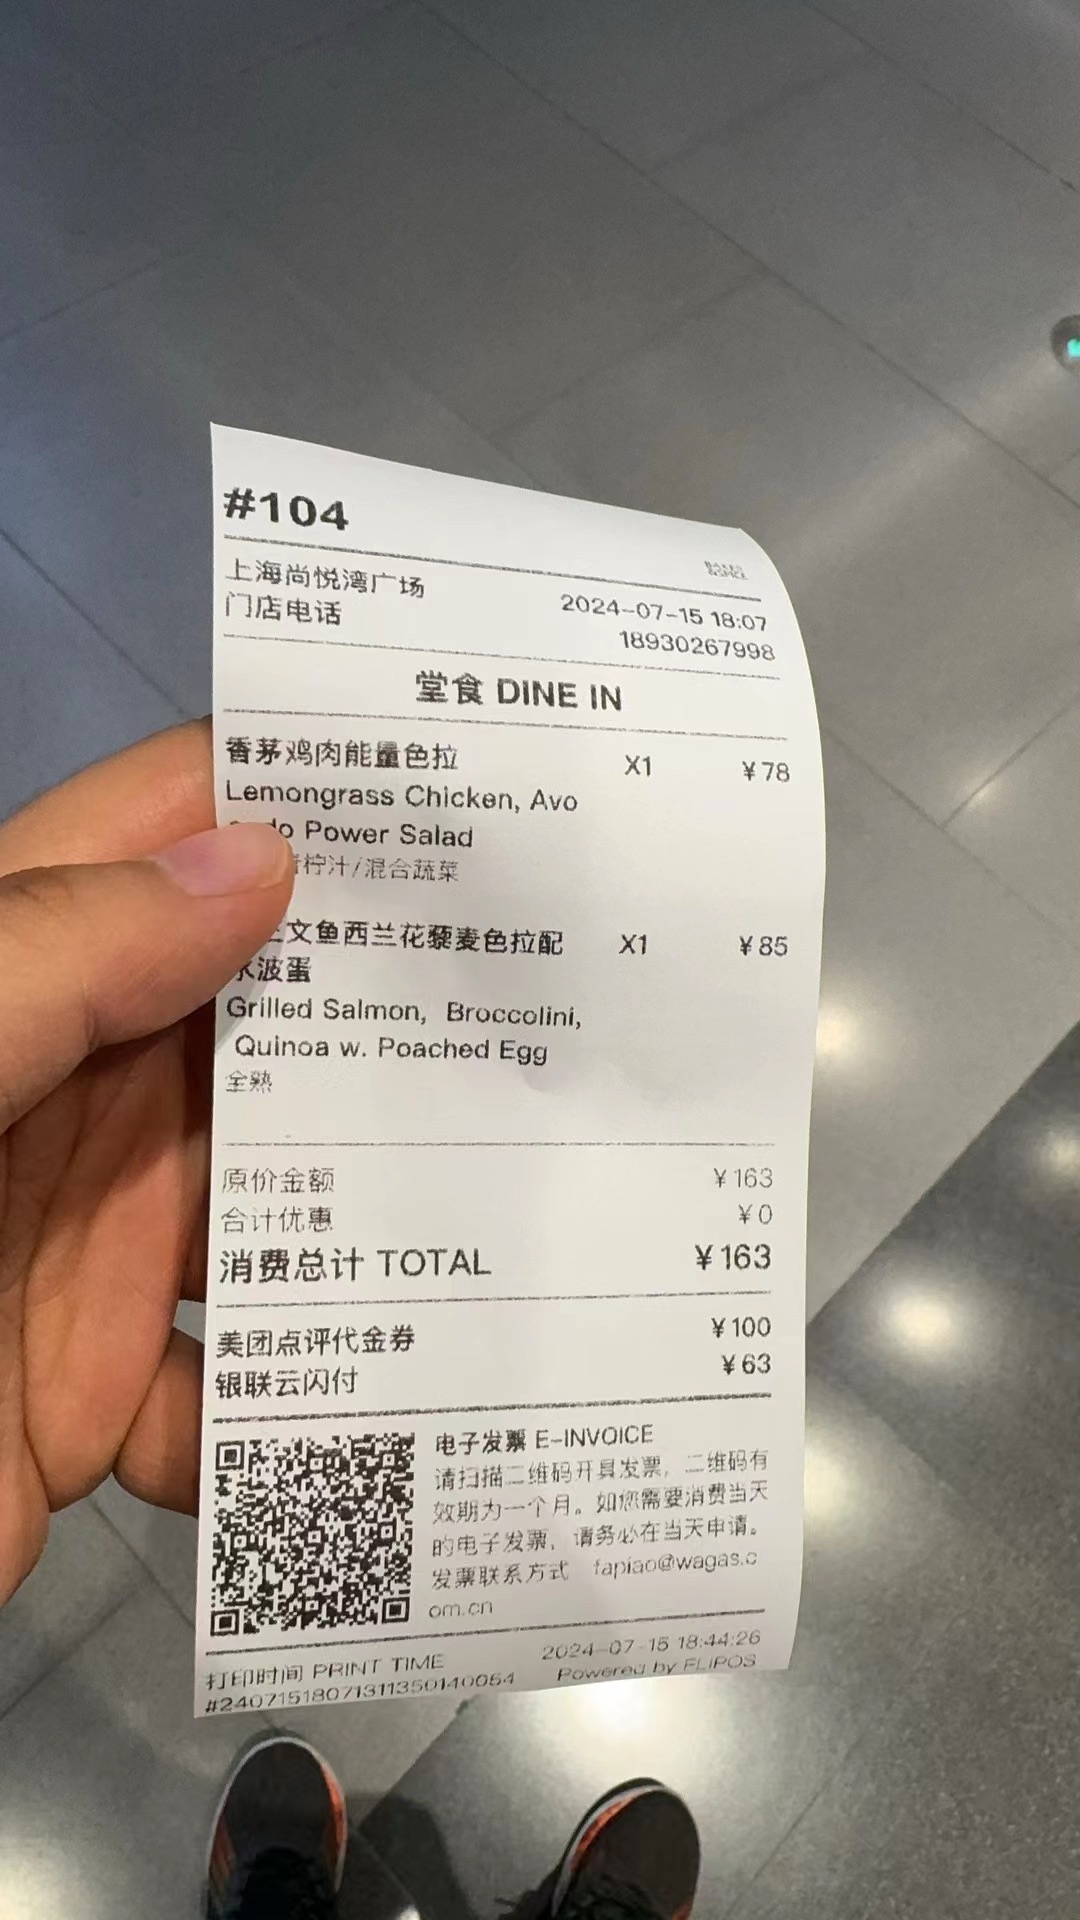 #104
上海尚悦湾广场
2024-07-15 18:07
门店电话
18930267998
堂食 DINE IN
香茅鸡肉能量色拉 X1 ¥78
Lemongrass Chicken, Avo
do Power Salad
柠汁/混合蔬菜
文鱼西兰花藜麦色拉配 X1 ¥85
水波蛋
Grilled Salmon, Broccolini,
Quinoa w. Poached Egg
全熟
原价金额 ¥163
合计优惠 ¥0
消费总计 TOTAL ¥163
美团点评代金券 ¥100
银联云闪付 ¥63
电子发票 E-INVOICE
请扫描二维码开具发票，二维码有
效期为一个月。如您需要消费当天
的电子发票，请务必在当天申请。
发票联系方式 fapiao@wagas.c
om.cn
打印时间 PRINT TIME 2024-07-15 18:44:26
#24071518071311350140054 Powered by FLIPOS